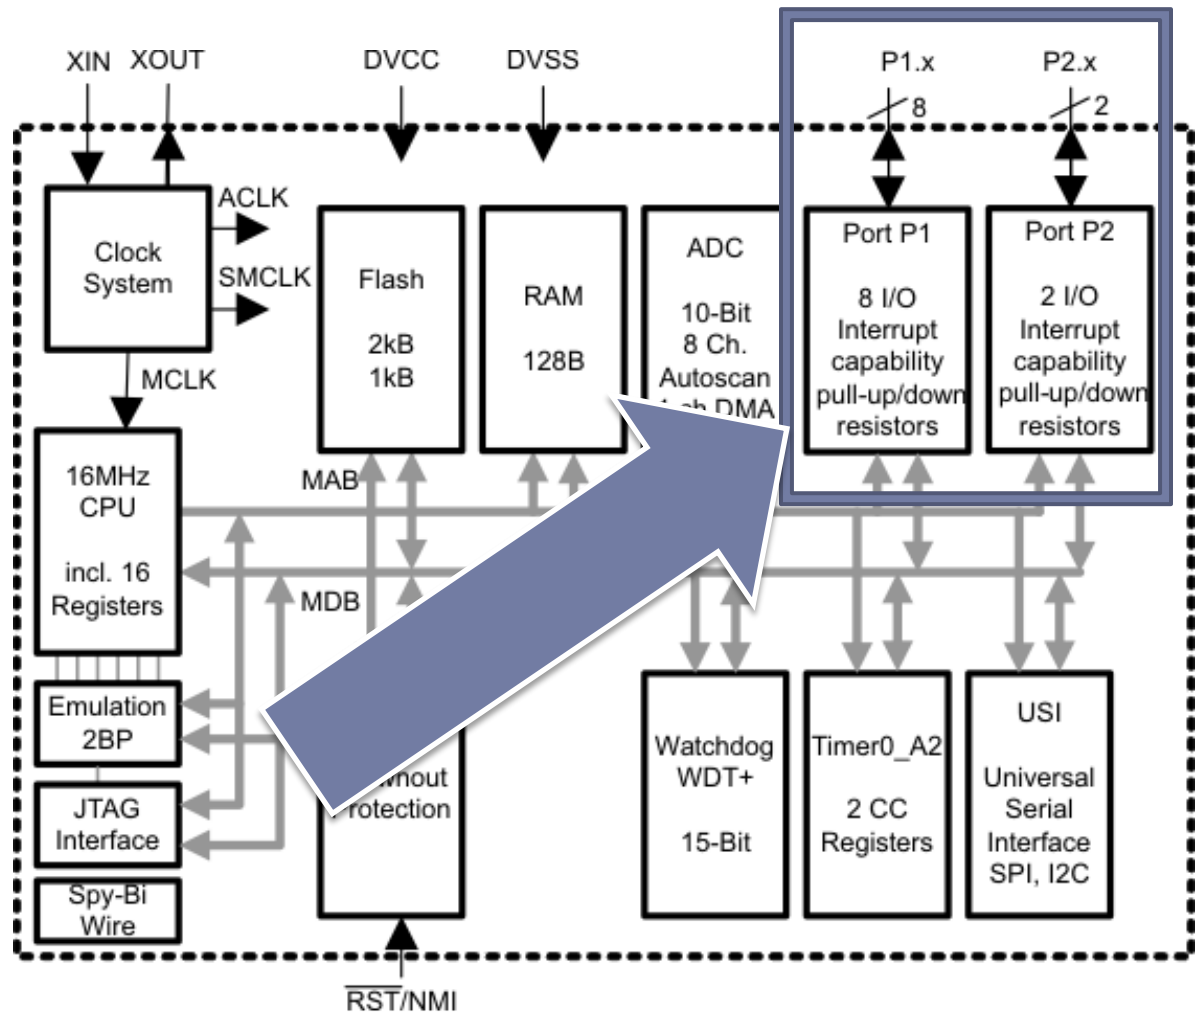 XIN XOUT
DVCC
DVSS
P1.x
P2.x
8
2
ACLK
SMCLK
MCLK
Clock
System
Flash
2kB
1kB
RAM
128B
ADC
10-Bit
8 Ch.
Autoscan
DMA
Port P1
8 I/O
Interrupt
capability
pull-up/down
resistors
Port P2
2 I/O
Interrupt
capability
pull-up/down
resistors
16MHz
CPU
incl. 16
Registers
MAB
MDB
Emulation
2BP
JTAG
Interface
Spy-Bi
Wire
Watchdog
WDT+
15-Bit
Timer0_A2
2 CC
Registers
USI
Universal
Serial
Interface
SPI, I2C
RST/NMI